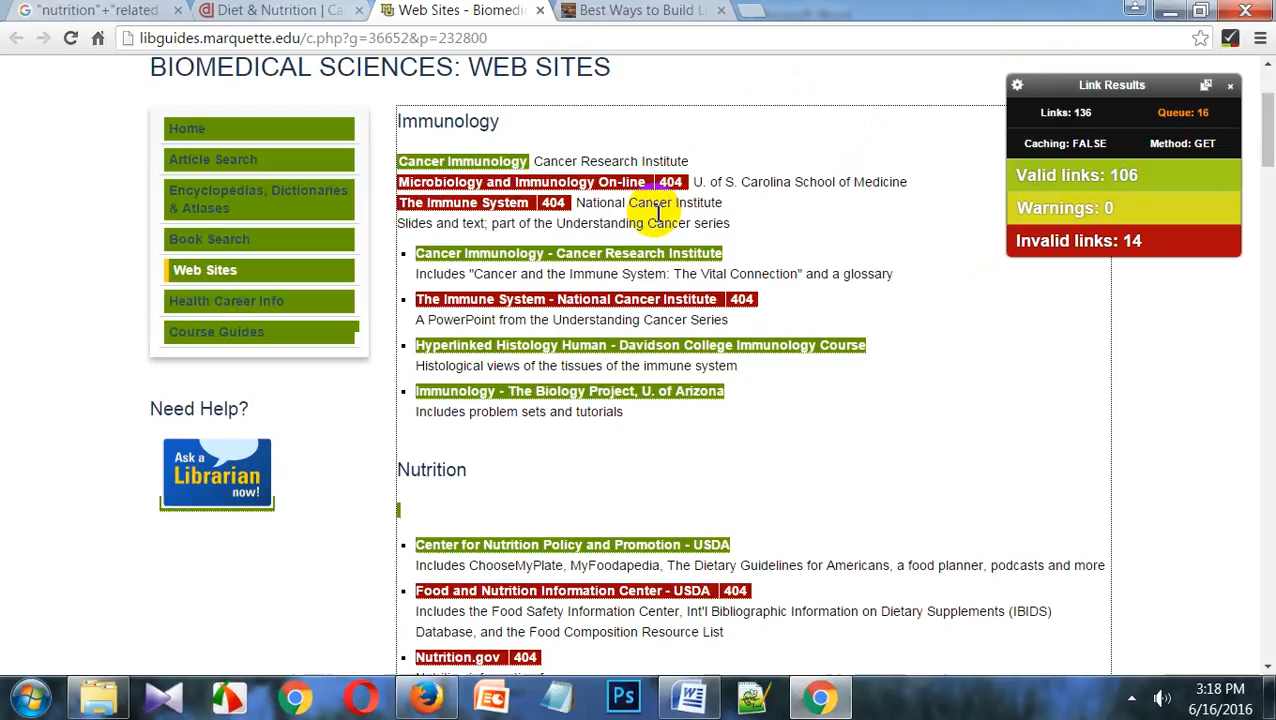 "nutrition"+"related
Diet & Nutrition | Ca
Web Sites - Biomedic
Best Ways to Build L
libguides.marquette.edu/c.php?g=36652&p=232800
BIOMEDICAL SCIENCES: WEB SITES
Home
Article Search
Encyclopedias, Dictionaries
& Atlases
Book Search
Web Sites
Health Career Info
Course Guides
Need Help?
Ask a
Librarian
now!
Immunology
Cancer Immunology Cancer Research Institute
Microbiology and Immunology On-line 404 U. of S. Carolina School of Medicine
The Immune System 404 National Cancer Institute
Slides and text; part of the Understanding Cancer series
Cancer Immunology - Cancer Research Institute
Includes "Cancer and the Immune System: The Vital Connection" and a glossary
The Immune System - National Cancer Institute 404
A PowerPoint from the Understanding Cancer Series
Hyperlinked Histology Human - Davidson College Immunology Course
Histological views of the tissues of the immune system
Immunology - The Biology Project, U. of Arizona
Includes problem sets and tutorials
Nutrition
Center for Nutrition Policy and Promotion - USDA
Includes ChooseMyPlate, MyFoodapedia, The Dietary Guidelines for Americans, a food planner, podcasts and more
Food and Nutrition Information Center - USDA 404
Includes the Food Safety Information Center, Int'l Bibliographic Information on Dietary Supplements (IBIDS)
Database, and the Food Composition Resource List
Nutrition.gov 404
Link Results
Links: 136 Queue: 16
Caching: FALSE Method: GET
Valid links: 106
Warnings: 0
Invalid links: 14
Ps
3:18 PM
6/16/2016